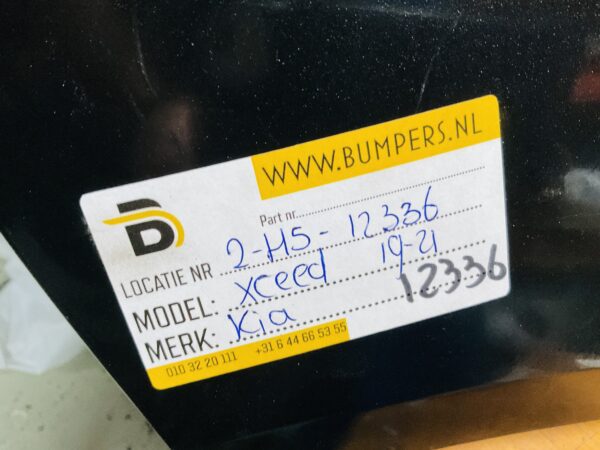 WWW.BUMPERS.NL
D
Part nr.
LOCATIE NR 2-H5-12336
MODEL: xceed 19-21
MERK: Kia 12336
010 32 20 111 +31 6 44 66 53 55